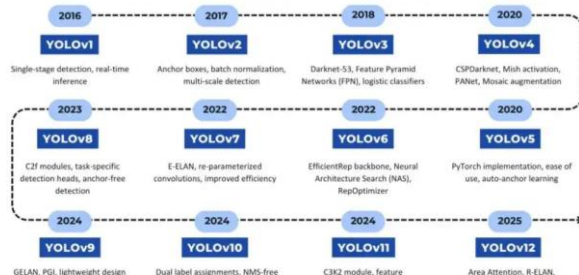 2016 2017 2018 2020
YOLOv1 YOLOv2 YOLOv3 YOLOv4
Single-stage detection, real-time Anchor boxes, batch normalization, Darknet-53, Feature Pyramid CSPDarknet, Mish activation,
inference multi-scale detection Networks (FPN), logistic classifiers PANet, Mosaic augmentation
2023 2022 2022 2020
YOLOv8 YOLOv7 YOLOv6 YOLOv5
C2f modules, task-specific E-ELAN, re-parameterized EfficientRep backbone, Neural PyTorch implementation, ease of
detection heads, anchor-free convolutions, improved efficiency Architecture Search (NAS), use, auto-anchor learning
detection RepOptimizer
2024 2024 2024 2025
YOLOv9 YOLOv10 YOLOv11 YOLOv12
GELAN, PGI, lightweight design Dual label assignments, NMS-free C3K2 module, feature Area Attention, R-ELAN,